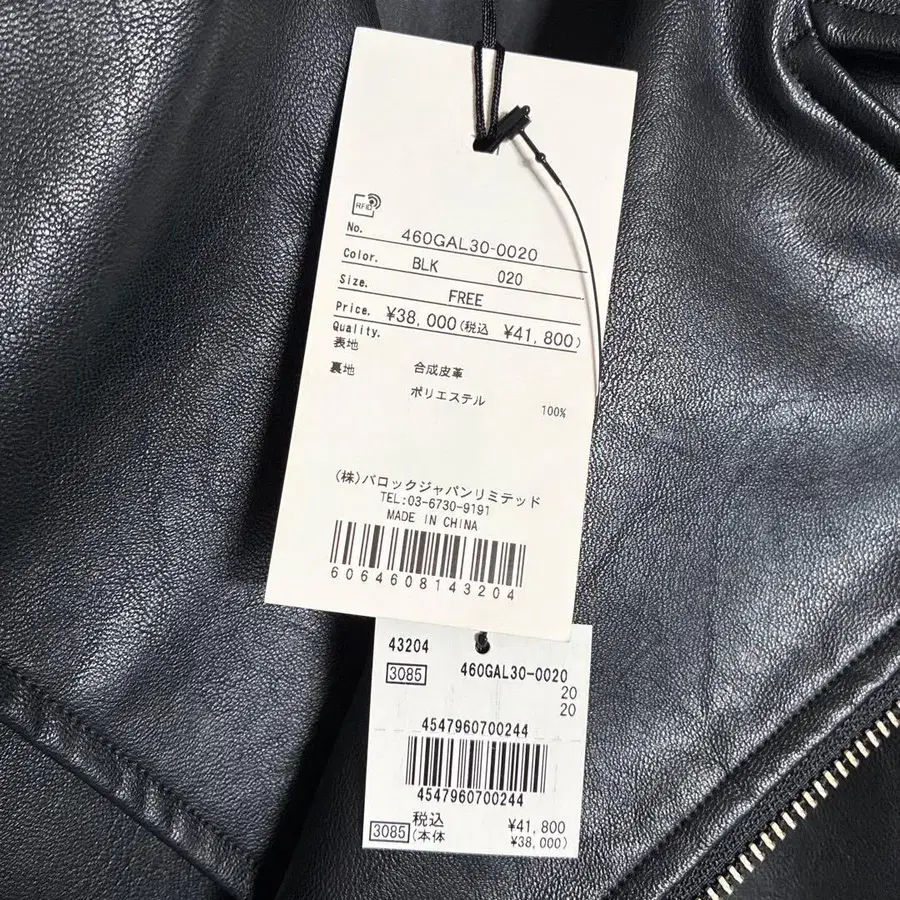 RFID
No. 460GAL30-0020
Color. BLK 020
Size. FREE
Price. ¥38,000(税込 ¥41,800)
Quality.
表地 合成皮革
裏地 ポリエステル 100%
(株)バロックジャパンリミテッド
TEL:03-6730-9191
MADE IN CHINA
6064608143204
43204
3085 460GAL30-0020
20
20
4547960700244
4547960700244
税込 ¥41,800
3085 (本体 ¥38,000)